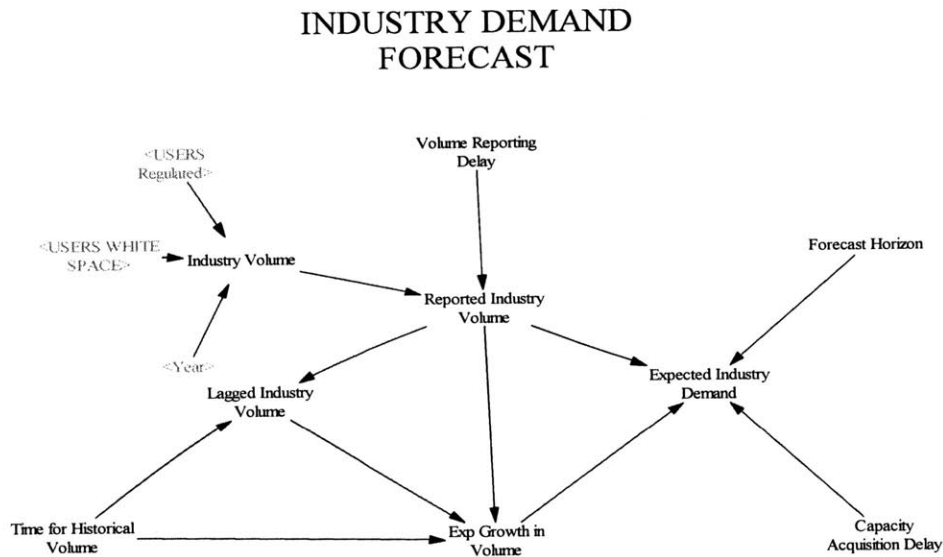 INDUSTRY DEMAND
FORECAST
Volume Reporting
Delay
<USERS
Regulated>
<USERS WHITE
SPACE>
Industry Volume
Forecast Horizon
Reported Industry
Volume
<Year>
Lagged Industry
Volume
Expected Industry
Demand
Time for Historical
Volume
Exp Growth in
Volume
Capacity
Acquisition Delay